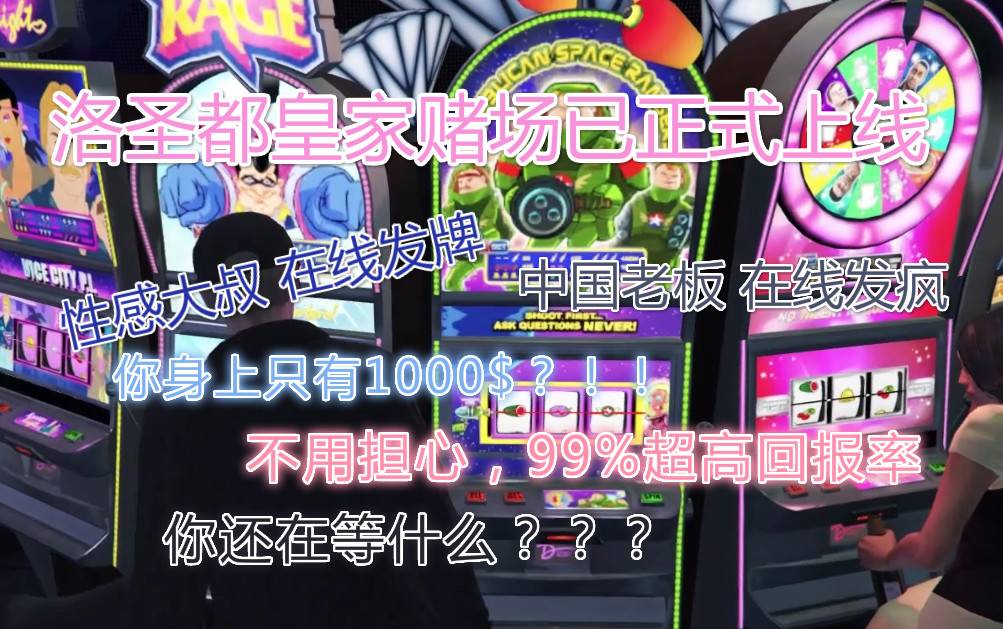 RAGE
洛圣都皇家赌场已正式上线
性感大叔 在线发牌
中国老板 在线发疯
VICE CITY P.I.
SHOOT FIRST...
ASK QUESTIONS NEVER!
你身上只有1000$？！！
不用担心，99%超高回报率
你还在等什么？？？